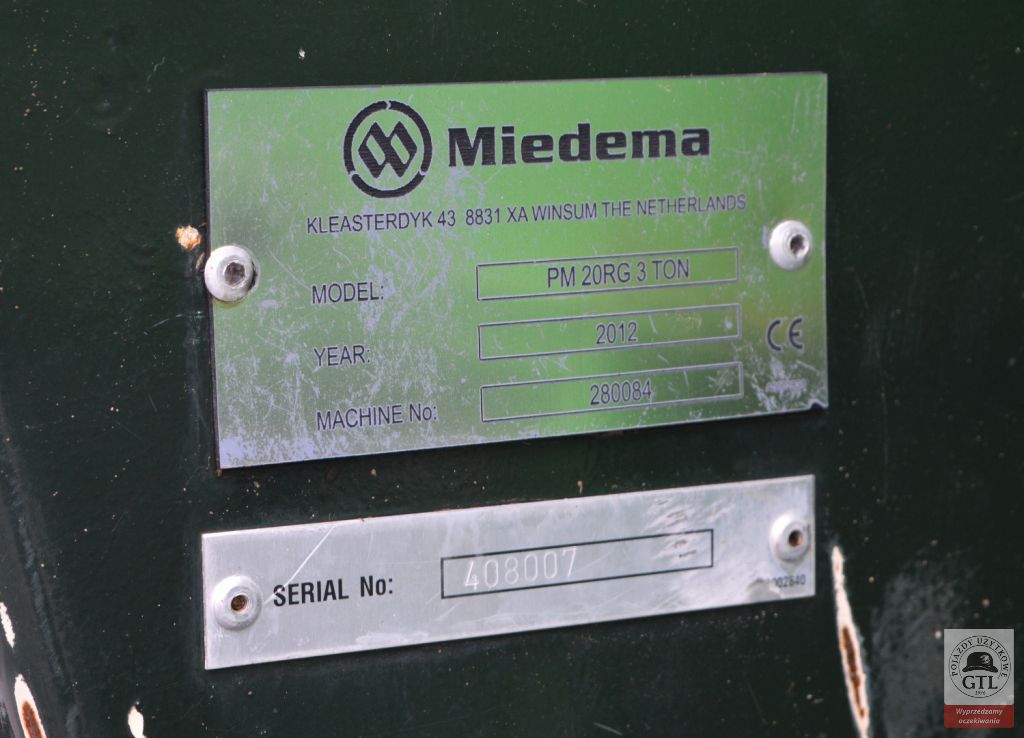 Miedema
KLEASTERDYK 43 8831 XA WINSUM THE NETHERLANDS
MODEL: PM 20RG 3 TON
YEAR: 2012
CE
MACHINE No: 280084
SERIAL No: 408007
POJAZDY UŻYTKOWE
GTL
Wyprzedzamy
oczekiwania